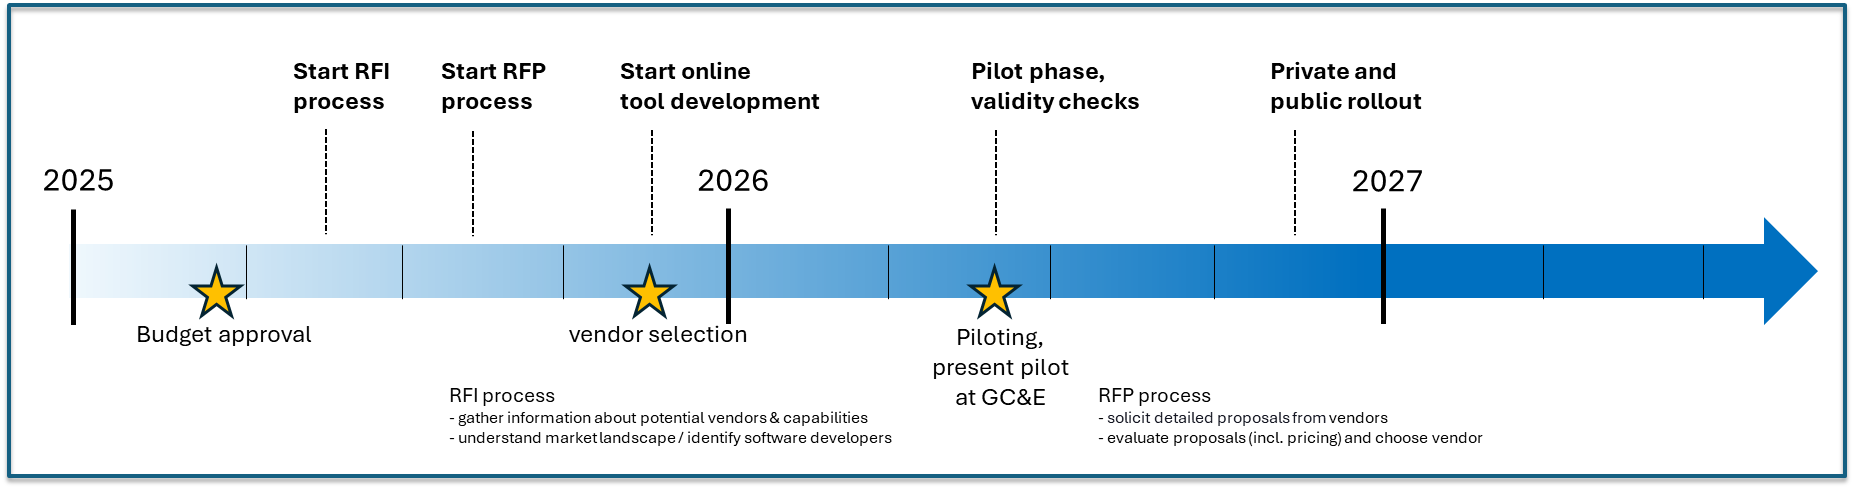 Start RFI
process
Start RFP
process
Start online
tool development
Pilot phase,
validity checks
Private and
public rollout
2025
2026
2027
Budget approval
vendor selection
Piloting,
present pilot
at GC&E
RFI process
- gather information about potential vendors & capabilities
- understand market landscape / identify software developers
RFP process
- solicit detailed proposals from vendors
- evaluate proposals (incl. pricing) and choose vendor